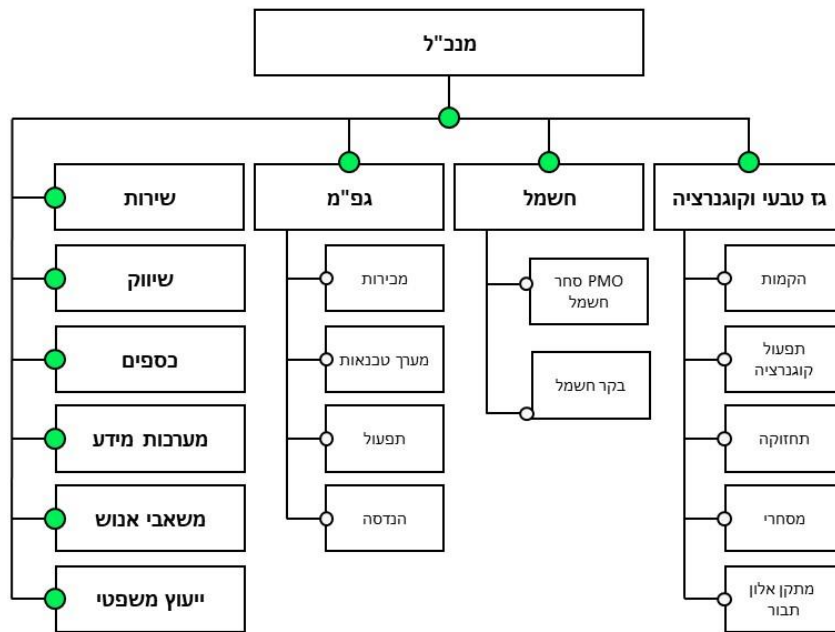 מנכ"ל
גז טבעי וקוגנרציה
הקמות
תפעול
קוגנרציה
תחזוקה
מסחרי
מתקן אלון
תבור
חשמל
PMO סחר
חשמל
בקר חשמל
גפ"מ
מכירות
מערך טכנאות
תפעול
הנדסה
שירות
שיווק
כספים
מערכות מידע
משאבי אנוש
ייעוץ משפטי